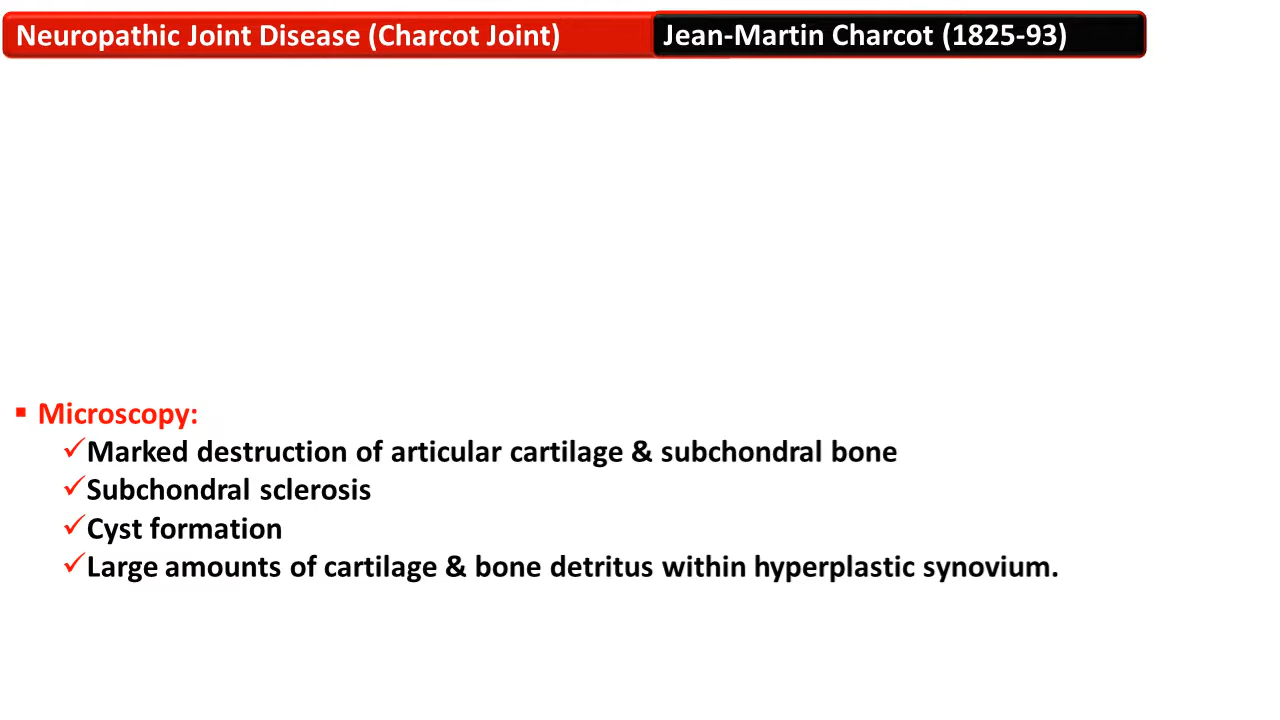 Neuropathic Joint Disease (Charcot Joint)
Jean-Martin Charcot (1825-93)
▪ Microscopy:
✓Marked destruction of articular cartilage & subchondral bone
✓Subchondral sclerosis
✓Cyst formation
✓Large amounts of cartilage & bone detritus within hyperplastic synovium.